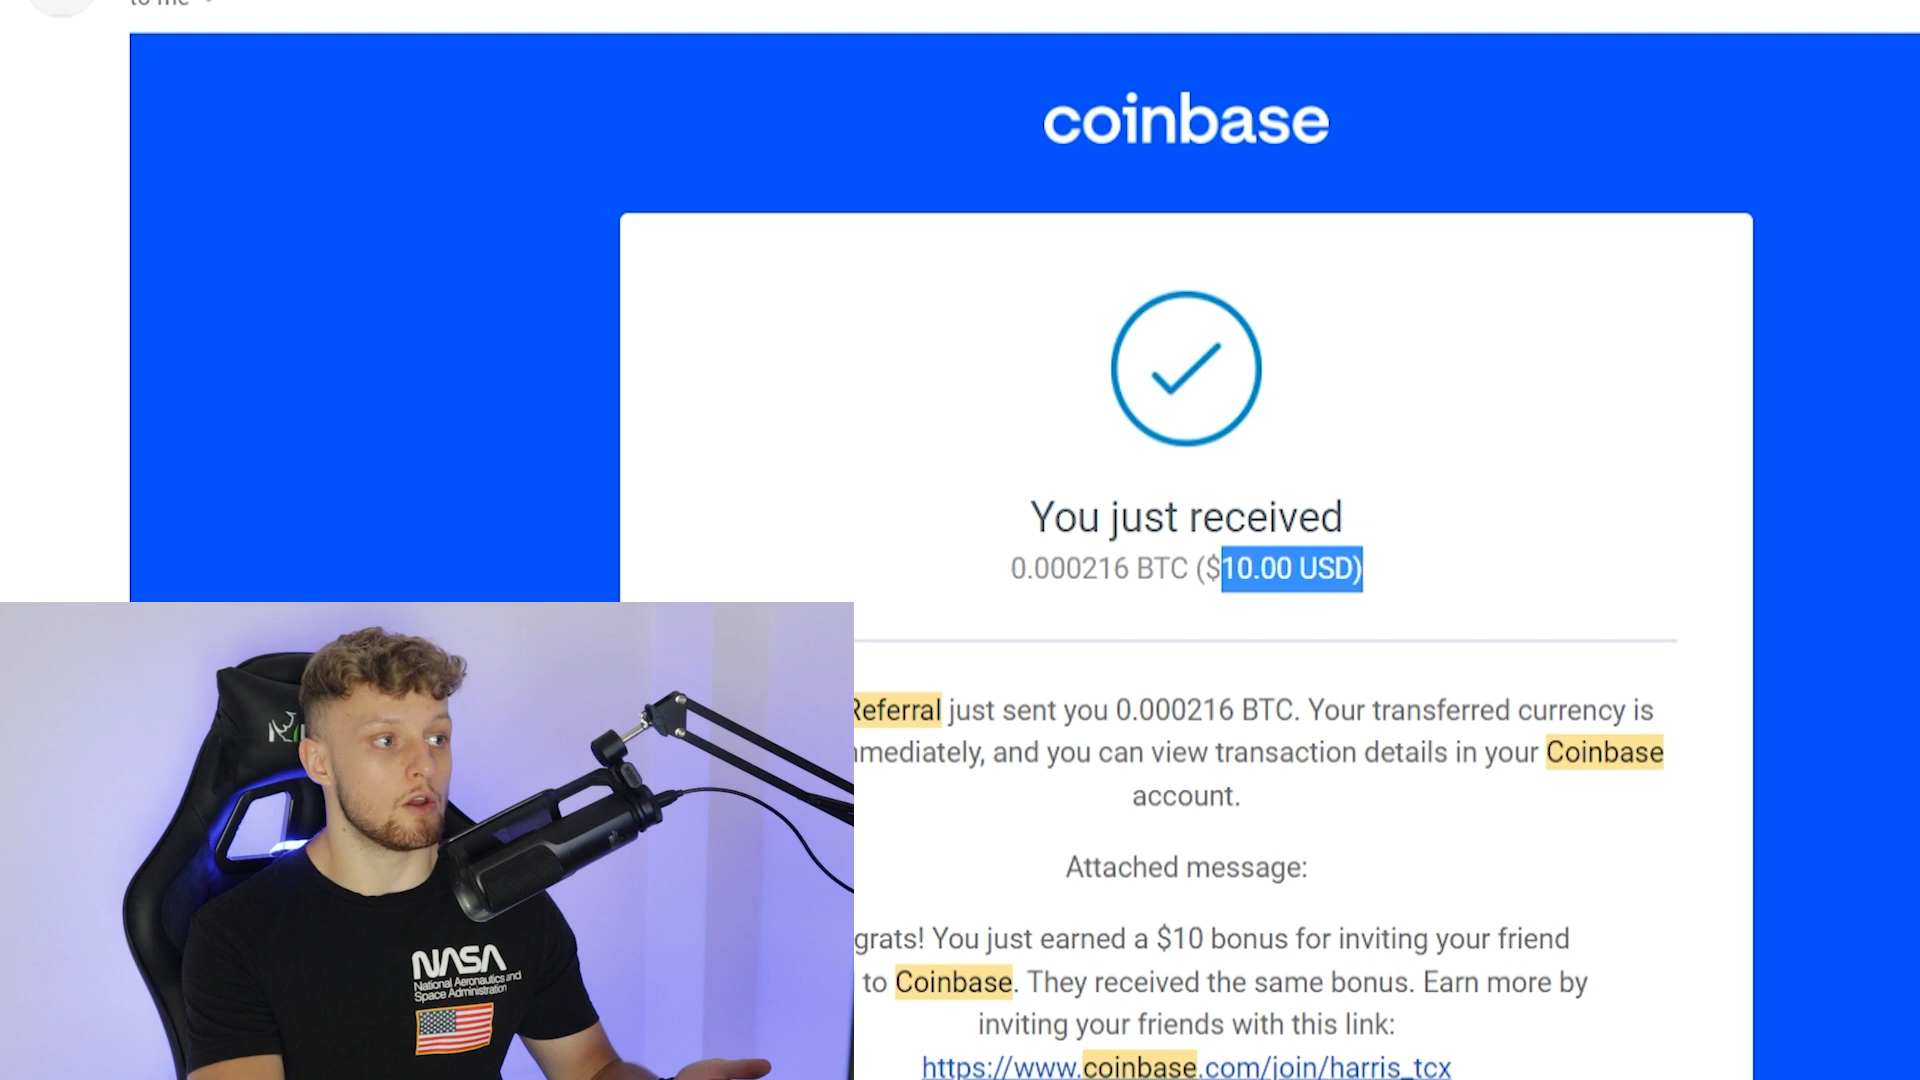 to me
coinbase
You just received
0.000216 BTC ($10.00 USD)
Referral just sent you 0.000216 BTC. Your transferred currency is
mmediately, and you can view transaction details in your Coinbase
account.
Attached message:
grats! You just earned a $10 bonus for inviting your friend
to Coinbase. They received the same bonus. Earn more by
inviting your friends with this link:
https://www.coinbase.com/join/harris_tcx
NASA
National Aeronautics and
Space Administration